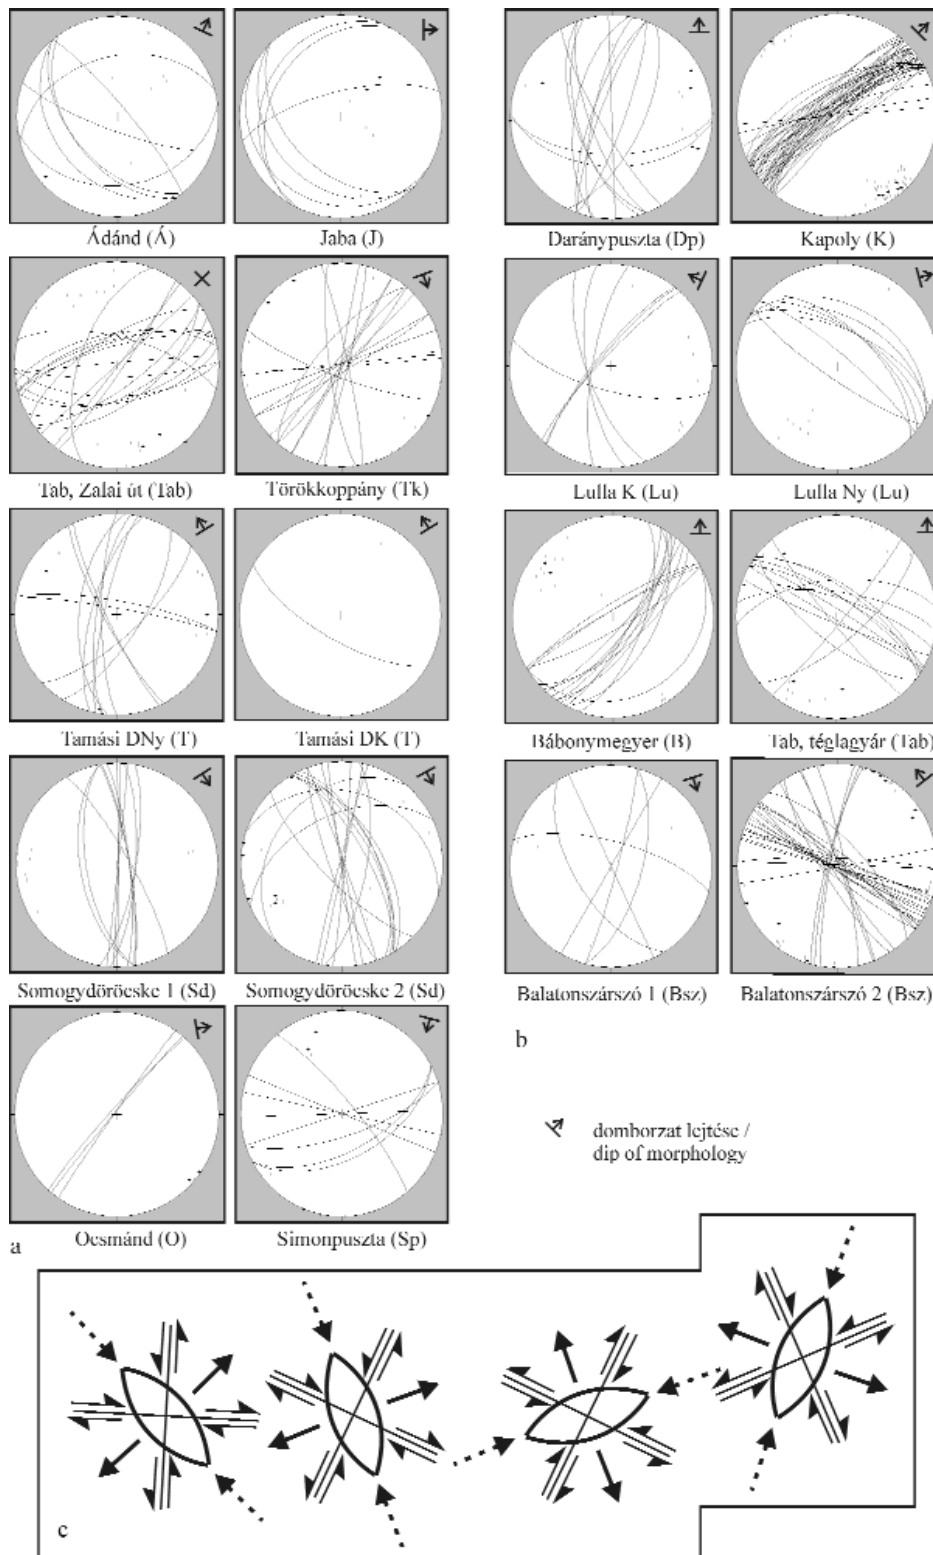 Ádánd (Á)
Jaba (J)
Tab, Zalai út (Tab)
Törökkoppány (Tk)
Tamási DNy (T)
Tamási DK (T)
Somogydöröcske 1 (Sd)
Somogydöröcske 2 (Sd)
Ocsmánd (O)
Simonpuszta (Sp)
a
Daránypuszta (Dp)
Kapoly (K)
Lulla K (Lu)
Lulla Ny (Lu)
Bábonymegyer (B)
Tab, téglagyár (Tab)
Balatonszárszó 1 (Bsz)
Balatonszárszó 2 (Bsz)
b
domborzat lejtése /
dip of morphology
c